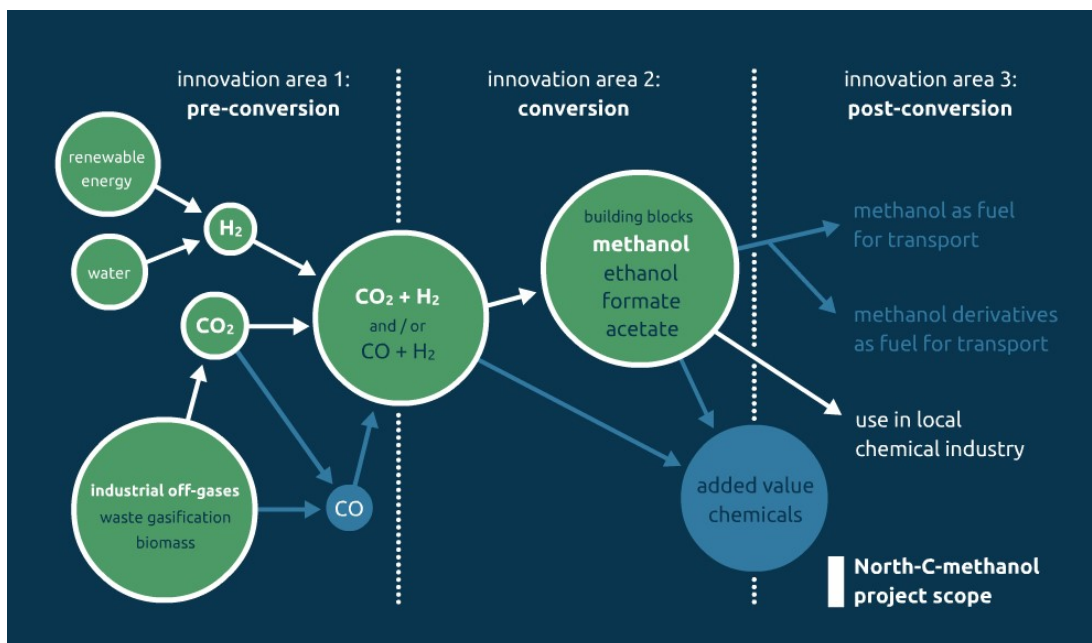 innovation area 1:
pre-conversion
innovation area 2:
conversion
innovation area 3:
post-conversion
renewable
energy
H₂
water
CO₂
industrial off-gases
waste gasification
biomass
CO
CO₂ + H₂
and / or
CO + H₂
building blocks
methanol
ethanol
formate
acetate
methanol as fuel
for transport
methanol derivatives
as fuel for transport
use in local
chemical industry
added value
chemicals
North-C-methanol
project scope